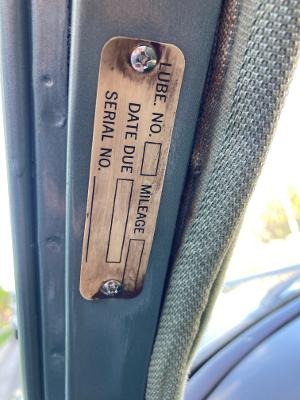 LUBE. NO. MILEAGE
DATE DUE
SERIAL NO.